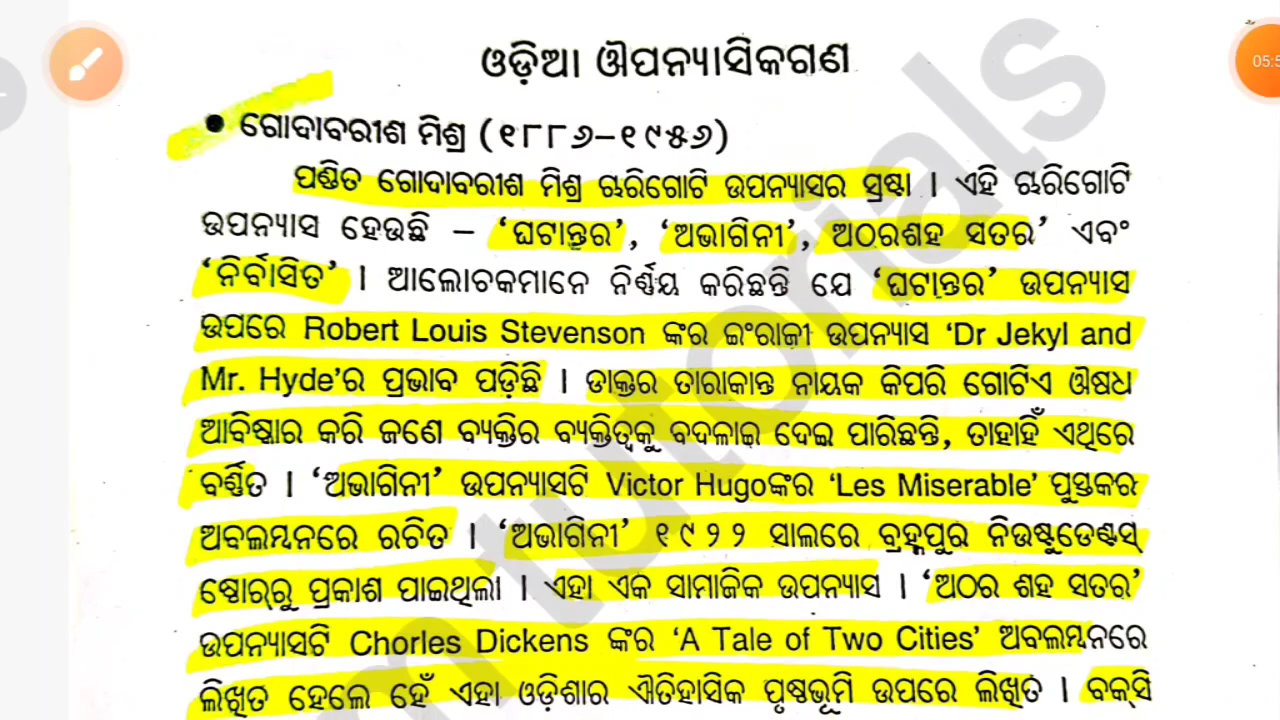 ଓଡ଼ିଆ ଔପନ୍ୟାସିକଗଣ
● ଗୋଦାବରୀଶ ମିଶ୍ର (୧୮୮୬–୧୯୫୬)
05:5
ପଣ୍ଡିତ ଗୋଦାବରୀଶ ମିଶ୍ର ଋରିଗୋଟି ଉପନ୍ୟାସର ସ୍ରଷ୍ଟା । ଏହି ଋରିଗୋଟି
ଉପନ୍ୟାସ ହେଉଛି – ‘ଘଟାନ୍ତର’, ‘ଅଭାଗିନୀ’, ଅଠରଶହ ସତର’ ଏବଂ
‘ନିର୍ବାସିତ’ । ଆଲୋଚକମାନେ ନିର୍ଣ୍ଣୟ କରିଛନ୍ତି ଯେ ‘ଘଟାନ୍ତର’ ଉପନ୍ୟାସ
ଉପରେ Robert Louis Stevenson ଙ୍କର ଇଂରାଜୀ ଉପନ୍ୟାସ ‘Dr Jekyl and
Mr. Hyde’ର ପ୍ରଭାବ ପଡ଼ିଛି । ଡାକ୍ତର ତାରାକାନ୍ତ ନାୟକ କିପରି ଗୋଟିଏ ଔଷଧ
ଆବିଷ୍କାର କରି ଜଣେ ବ୍ୟକ୍ତିର ବ୍ୟକ୍ତିତ୍ୱକୁ ବଦଳାଇ ଦେଇ ପାରିଛନ୍ତି, ତାହାହିଁ ଏଥିରେ
ବର୍ଣ୍ଣିତ । ‘ଅଭାଗିନୀ’ ଉପନ୍ୟାସଟି Victor Hugoଙ୍କର ‘Les Miserable’ ପୁସ୍ତକର
ଅବଲମ୍ବନରେ ରଚିତ । ‘ଅଭାଗିନୀ’ ୧୯୨୨ ସାଲରେ ବ୍ରହ୍ମପୁର ନିଉଷ୍ଟୁଡେଣ୍ଟସ୍
ଷ୍ଟୋର୍‌ରୁ ପ୍ରକାଶ ପାଇଥିଲା । ଏହା ଏକ ସାମାଜିକ ଉପନ୍ୟାସ । ‘ଅଠର ଶହ ସତର’
ଉପନ୍ୟାସଟି Chorles Dickens ଙ୍କର ‘A Tale of Two Cities’ ଅବଲମ୍ବନରେ
ଲିଖିତ ହେଲେ ହେଁ ଏହା ଓଡ଼ିଶାର ଐତିହାସିକ ପୃଷ୍ଠଭୂମି ଉପରେ ଲିଖିତ । ବକ୍‌ସି
m tutorials